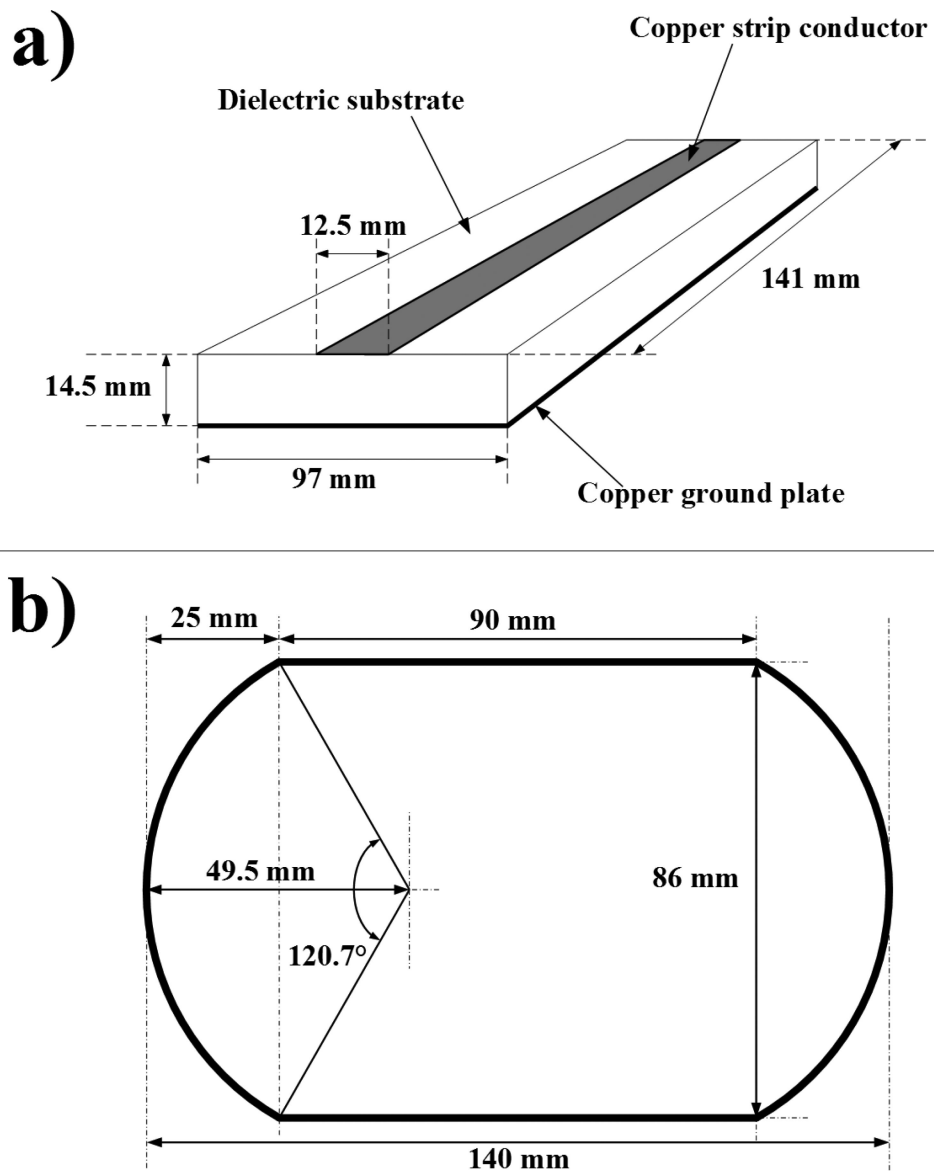 a)
Copper strip conductor
Dielectric substrate
12.5 mm
141 mm
14.5 mm
97 mm
Copper ground plate
b)
25 mm
90 mm
49.5 mm
86 mm
120.7°
140 mm